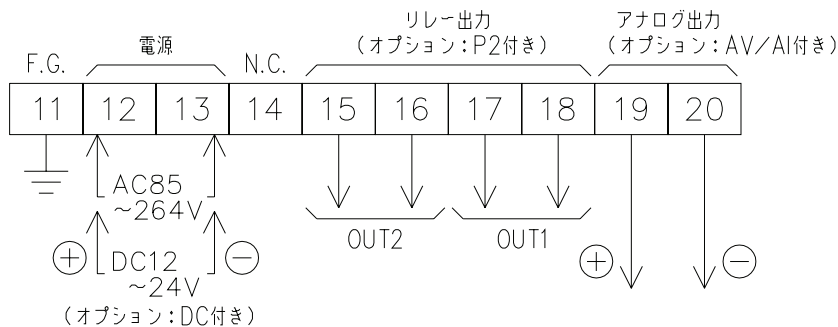 リレー出力
アナログ出力
電源
(オプション:P2付き)
(オプション:AV/AI付き)
F.G.
N.C.
11 12 13 14 15 16 17 18 19 20
AC85
~264V
OUT2
OUT1
+ DC12 − + −
~24V
(オプション:DC付き)